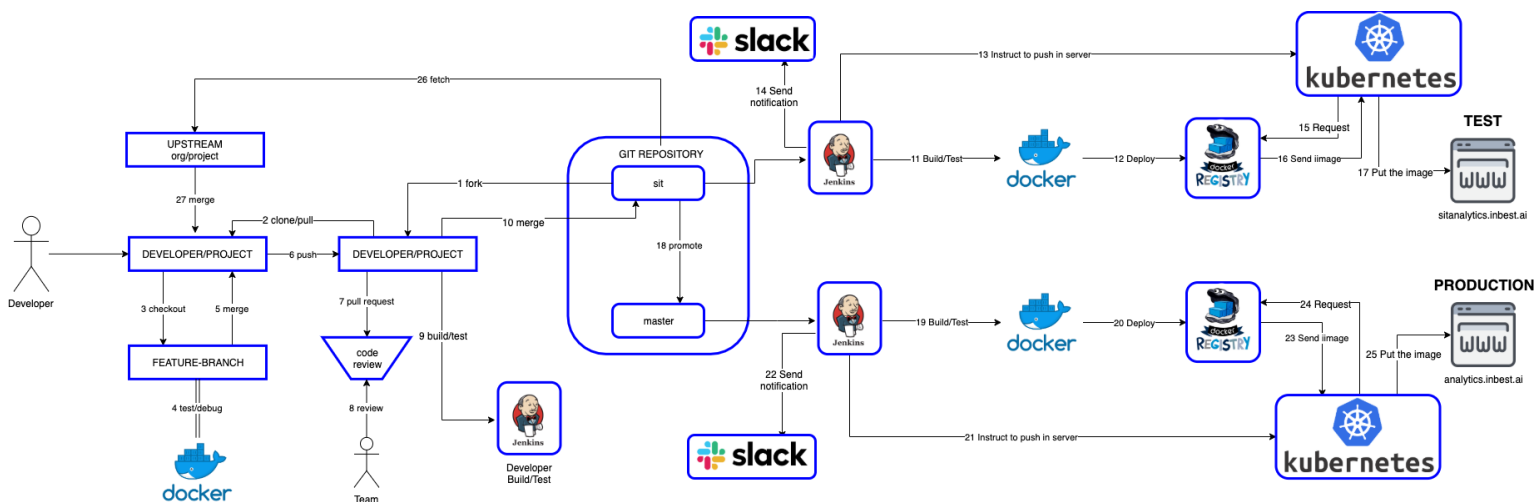 slack
13 Instruct to push in server
kubernetes
26 fetch
14 Send
notification
UPSTREAM
org/project
GIT REPOSITORY
15 Request
TEST
Jenkins
11 Build/Test
docker
12 Deploy
docker
REGISTRY
16 Send iimage
1 fork
sit
17 Put the image
WWW
sitanalytics.inbest.ai
27 merge
2 clone/pull
10 merge
DEVELOPER/PROJECT
6 push
DEVELOPER/PROJECT
18 promote
Developer
3 checkout
5 merge
7 pull request
PRODUCTION
24 Request
master
Jenkins
19 Build/Test
docker
20 Deploy
docker
REGISTRY
23 Send iimage
WWW
9 build/test
25 Put the image
FEATURE-BRANCH
code
review
22 Send
notification
analytics.inbest.ai
4 test/debug
8 review
Jenkins
21 Instruct to push in server
slack
kubernetes
Developer
Build/Test
docker
Team